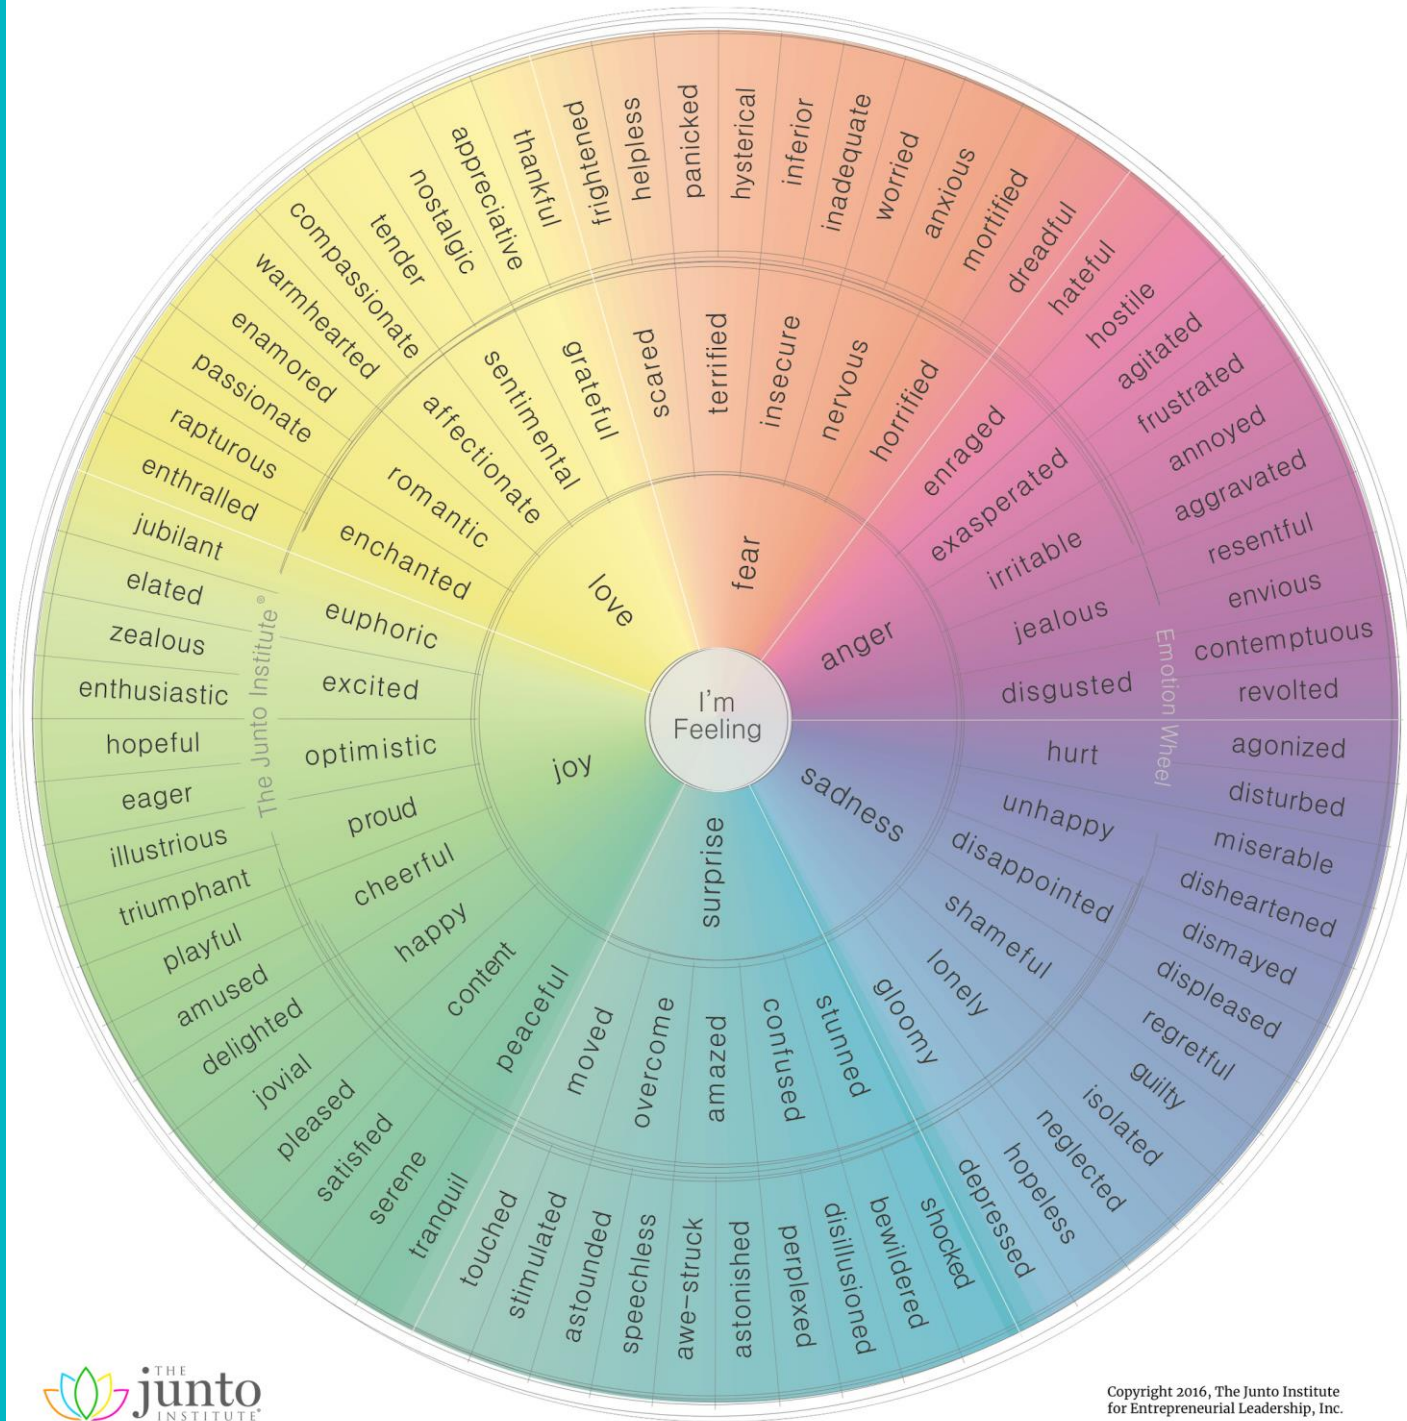 I'm
Feeling
love
fear
anger
sadness
surprise
joy
grateful
sentimental
affectionate
romantic
enchanted
scared
terrified
insecure
nervous
horrified
enraged
exasperated
irritable
jealous
disgusted
hurt
unhappy
disappointed
shameful
lonely
gloomy
stunned
confused
amazed
overcome
moved
peaceful
content
happy
cheerful
proud
optimistic
excited
euphoric
thankful
appreciative
nostalgic
tender
compassionate
warmhearted
enamored
passionate
rapturous
enthralled
frightened
helpless
panicked
hysterical
inferior
inadequate
worried
anxious
mortified
dreadful
hateful
hostile
agitated
frustrated
annoyed
aggravated
resentful
envious
contemptuous
revolted
agonized
disturbed
miserable
disheartened
dismayed
displeased
regretful
guilty
isolated
neglected
hopeless
depressed
shocked
bewildered
disillusioned
perplexed
astonished
awe-struck
speechless
astounded
stimulated
touched
tranquil
serene
satisfied
pleased
jovial
delighted
amused
playful
triumphant
illustrious
eager
hopeful
enthusiastic
zealous
elated
jubilant
The Junto Institute®
Emotion Wheel
THE
junto
INSTITUTE®
Copyright 2016, The Junto Institute
for Entrepreneurial Leadership, Inc.